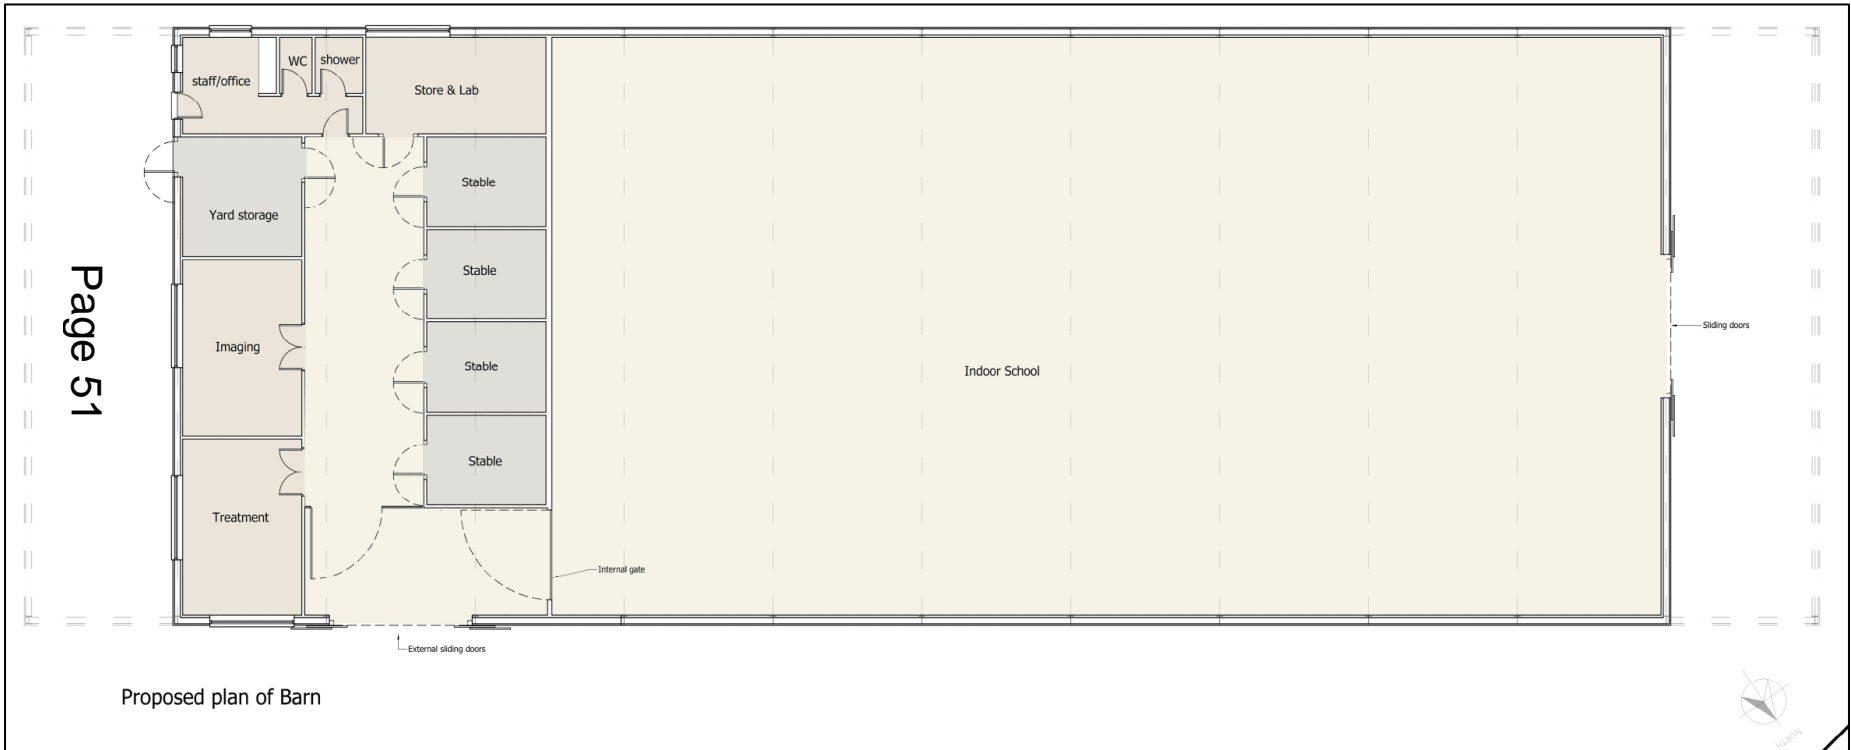 WC
shower
staff/office
Store & Lab
Stable
Yard storage
Stable
Page 51
Sliding doors
Imaging
Stable
Indoor School
Stable
Treatment
Internal gate
External sliding doors
Proposed plan of Barn
NORTH